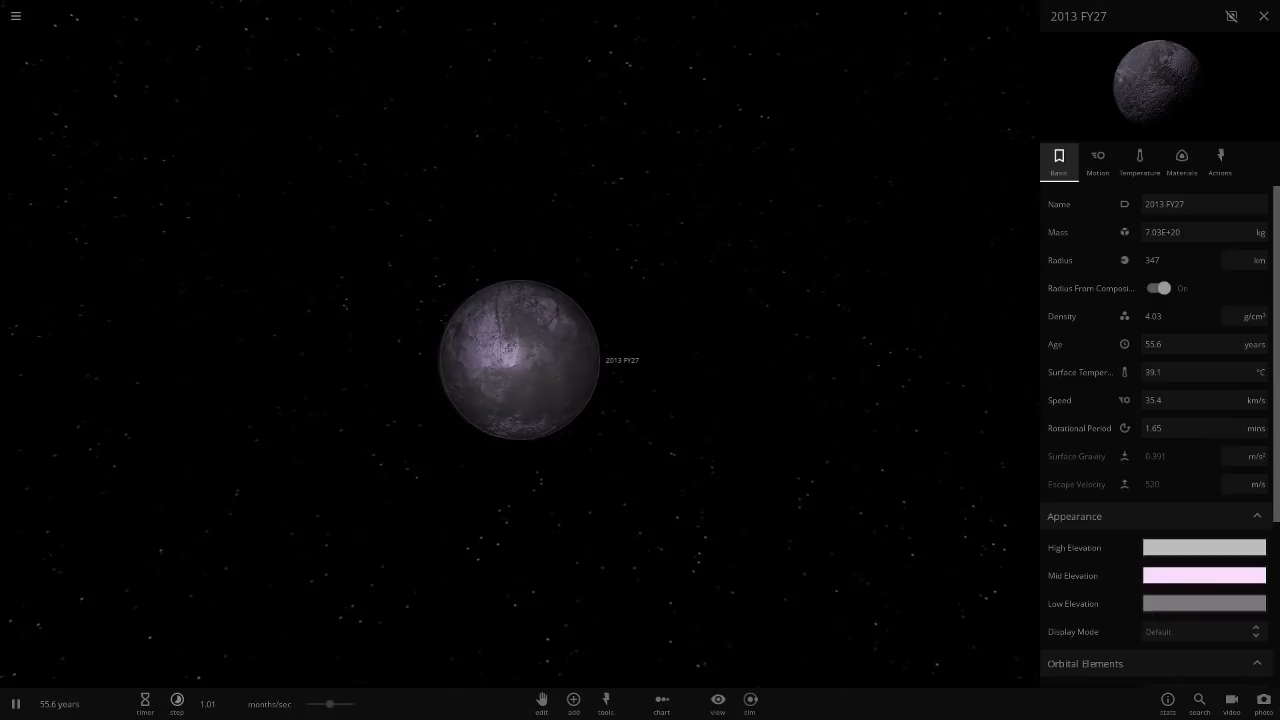 2013 FY27
Basic
Motion
Temperature
Materials
Actions
Name 2013 FY27
Mass 7.03E+20 kg
Radius 347 km
Radius From Composi... On
Density 4.03 g/cm³
Age 55.6 years
Surface Temper... 39.1 °C
2013 FY27
Speed 35.4 km/s
Rotational Period 1.65 mins
Surface Gravity 0.391 m/s²
Escape Velocity 520 m/s
Appearance
High Elevation
Mid Elevation
Low Elevation
Display Mode Default
Orbital Elements
55.6 years
timer
step
1.01 months/sec
edit
add
tools
chart
view
sim
stats
search
video
photo